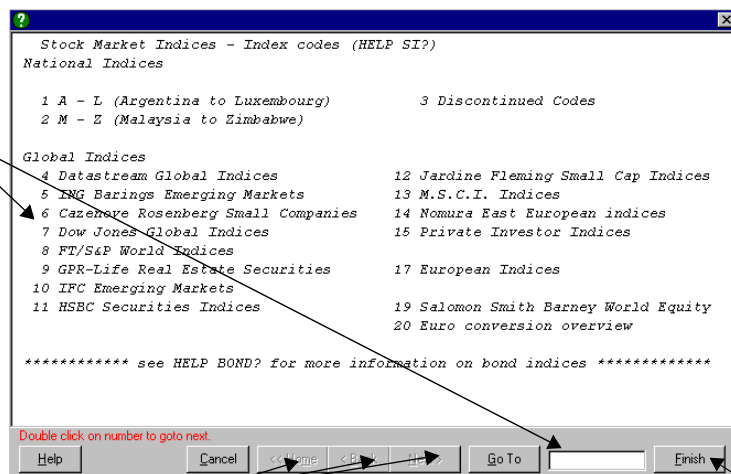 Stock Market Indices - Index codes (HELP SI?)
National Indices
1 A - L (Argentina to Luxembourg) 3 Discontinued Codes
2 M - Z (Malaysia to Zimbabwe)
Global Indices
4 Datastream Global Indices 12 Jardine Fleming Small Cap Indices
5 ING Barings Emerging Markets 13 M.S.C.I. Indices
6 Cazenove Rosenberg Small Companies 14 Nomura East European indices
7 Dow Jones Global Indices 15 Private Investor Indices
8 FT/S&P World Indices
9 GPR-Life Real Estate Securities 17 European Indices
10 IFC Emerging Markets
11 HSBC Securities Indices 19 Salomon Smith Barney World Equity
20 Euro conversion overview
************ see HELP BOND? for more information on bond indices *************
Double click on number to goto next.
Help Cancel << Home < Back Next > Go To Finish